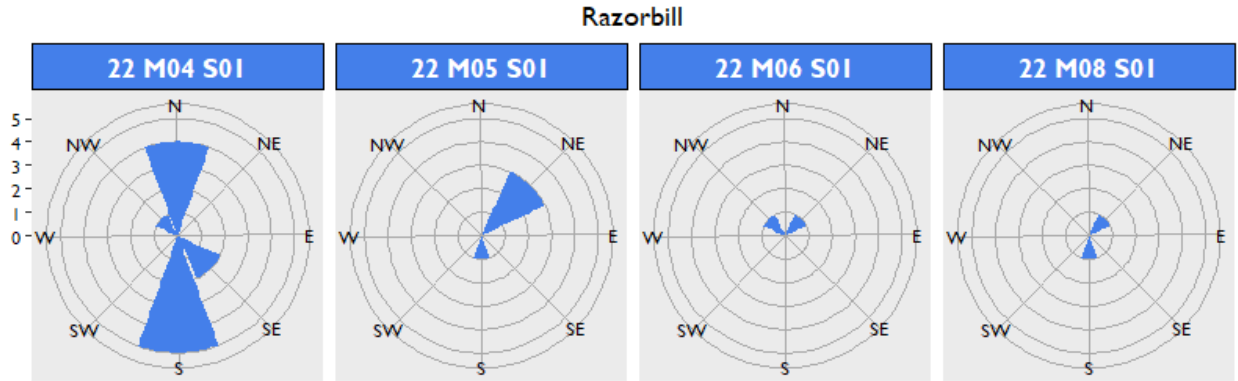 Razorbill
22 M04 S01 22 M05 S01 22 M06 S01 22 M08 S01
N N N N
5
4
3
2
1
0
NW NE NW NE NW NE NW NE
W E W E W E W E
SW SE SW SE SW SE SW SE
S S S S